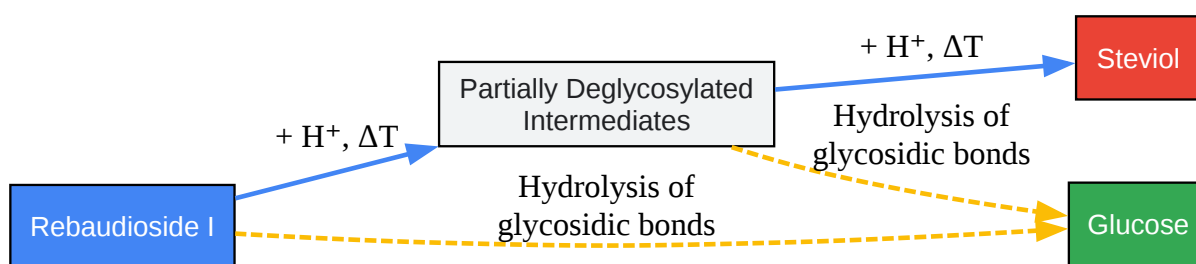 + H⁺, ΔT
Steviol
Partially Deglycosylated
Intermediates
Hydrolysis of
glycosidic bonds
+ H⁺, ΔT
Rebaudioside I
Hydrolysis of
glycosidic bonds
Glucose